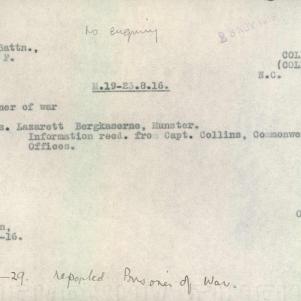 No enquiry
Battn.,
F.
COL
(COL
N.C.
M.19-23.8.16.
ner of war
s. Lazarett Bergkaserne, Munster.
Information recd. from Capt. Collins, Commonwe
Offices.
n,
-16.
-29. reported Prisoner of War.